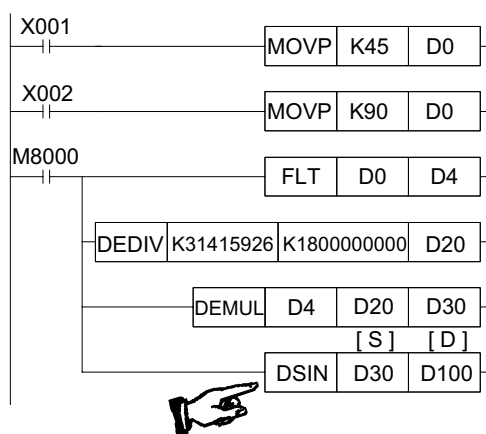 X001
MOVP K45 D0
X002
MOVP K90 D0
M8000
FLT D0 D4
DEDIV K31415926 K1800000000 D20
DEMUL D4 D20 D30
[ S ] [ D ]
DSIN D30 D100